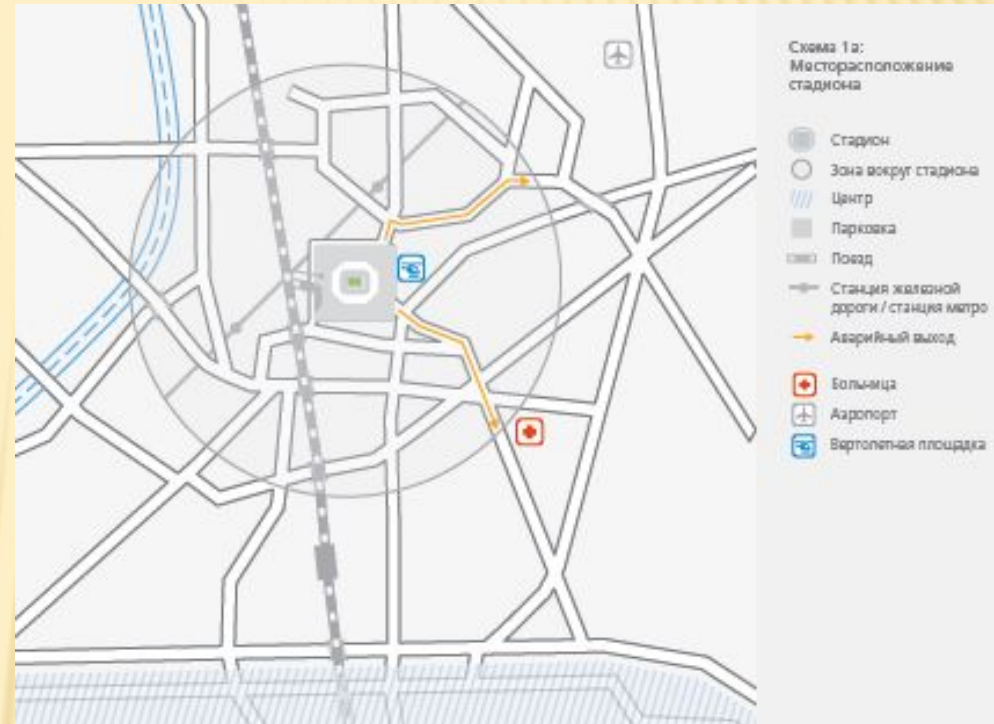 Схема 1a:
Месторасположение
стадиона
Стадион
Зона вокруг стадиона
Центр
Парковка
Поезд
Станция железной
дороги / станция метро
Аварийный выход
Больница
Аэропорт
Вертолетная площадка